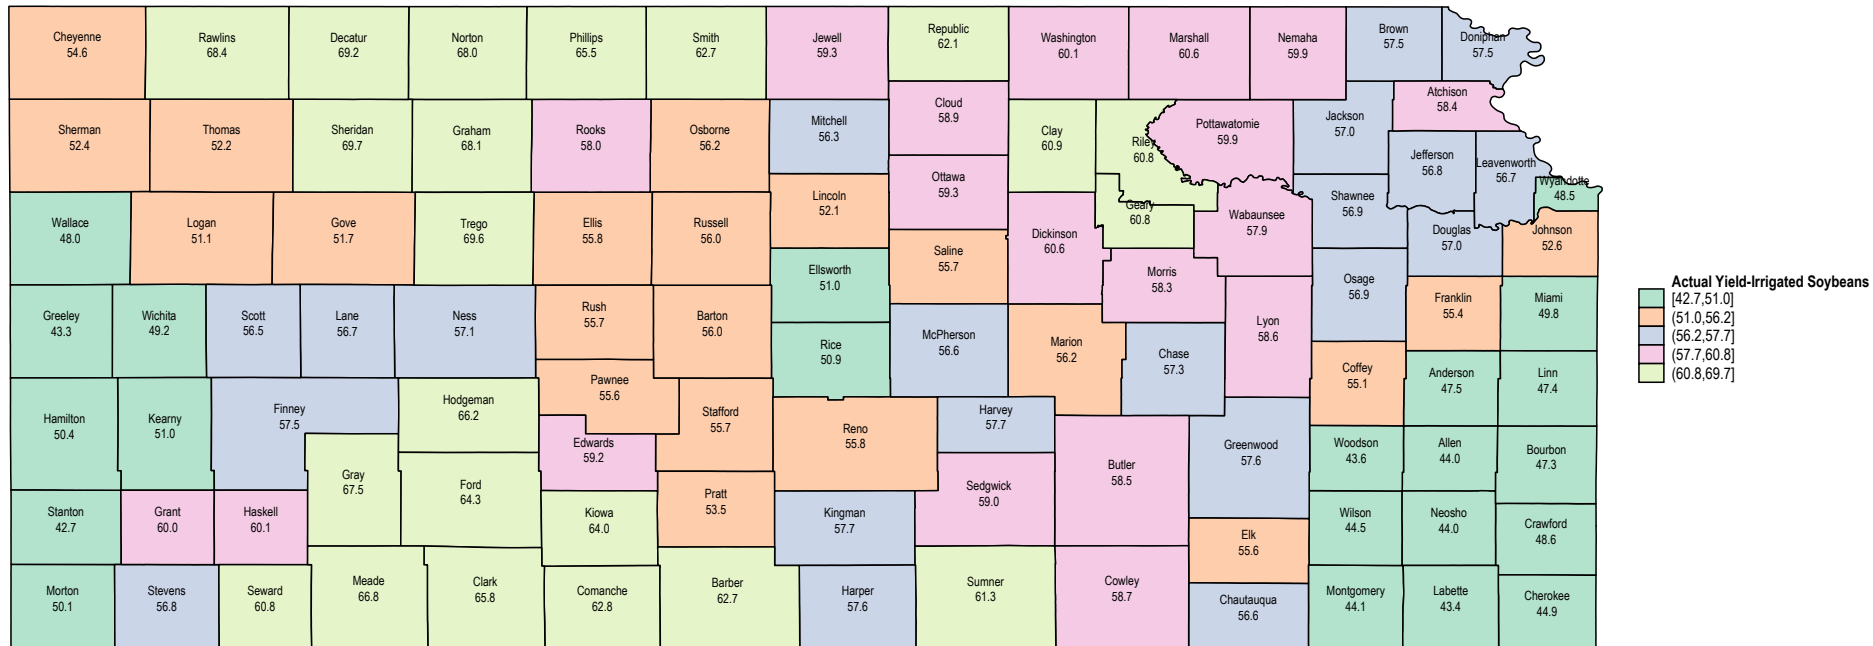 Cheyenne
54.6
Rawlins
68.4
Decatur
69.2
Norton
68.0
Phillips
65.5
Smith
62.7
Jewell
59.3
Republic
62.1
Washington
60.1
Marshall
60.6
Nemaha
59.9
Brown
57.5
Doniphan
57.5
Sherman
52.4
Thomas
52.2
Sheridan
69.7
Graham
68.1
Rooks
58.0
Osborne
56.2
Mitchell
56.3
Cloud
58.9
Clay
60.9
Riley
60.8
Pottawatomie
59.9
Jackson
57.0
Atchison
58.4
Jefferson
56.8
Leavenworth
56.7
Wyandotte
48.5
Wallace
48.0
Logan
51.1
Gove
51.7
Trego
69.6
Ellis
55.8
Russell
56.0
Lincoln
52.1
Ottawa
59.3
Saline
55.7
Dickinson
60.6
Geary
60.8
Wabaunsee
57.9
Shawnee
56.9
Douglas
57.0
Johnson
52.6
Greeley
43.3
Wichita
49.2
Scott
56.5
Lane
56.7
Ness
57.1
Rush
55.7
Barton
56.0
Ellsworth
51.0
Rice
50.9
McPherson
56.6
Marion
56.2
Morris
58.3
Chase
57.3
Lyon
58.6
Osage
56.9
Franklin
55.4
Miami
49.8
Hamilton
50.4
Kearny
51.0
Finney
57.5
Hodgeman
66.2
Pawnee
55.6
Stafford
55.7
Reno
55.8
Harvey
57.7
Coffey
55.1
Anderson
47.5
Linn
47.4
Gray
67.5
Ford
64.3
Edwards
59.2
Pratt
53.5
Sedgwick
59.0
Butler
58.5
Greenwood
57.6
Woodson
43.6
Allen
44.0
Bourbon
47.3
Stanton
42.7
Grant
60.0
Haskell
60.1
Kiowa
64.0
Kingman
57.7
Elk
55.6
Wilson
44.5
Neosho
44.0
Crawford
48.6
Morton
50.1
Stevens
56.8
Seward
60.8
Meade
66.8
Clark
65.8
Comanche
62.8
Barber
62.7
Harper
57.6
Sumner
61.3
Cowley
58.7
Chautauqua
56.6
Montgomery
44.1
Labette
43.4
Cherokee
44.9
Actual Yield-Irrigated Soybeans
[42.7,51.0]
(51.0,56.2]
(56.2,57.7]
(57.7,60.8]
(60.8,69.7]